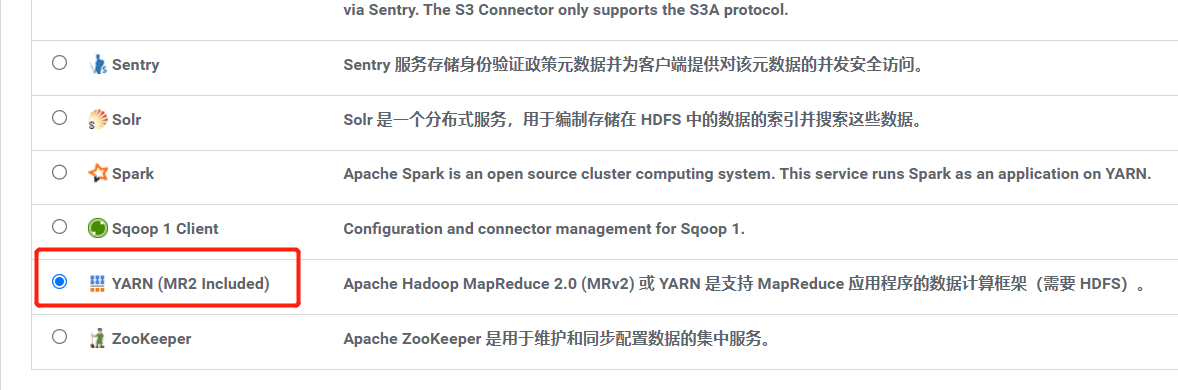 via Sentry. The S3 Connector only supports the S3A protocol.
Sentry Sentry 服务存储身份验证政策元数据并为客户端提供对该元数据的并发安全访问。
Solr Solr 是一个分布式服务，用于编制存储在 HDFS 中的数据的索引并搜索这些数据。
Spark Apache Spark is an open source cluster computing system. This service runs Spark as an application on YARN.
Sqoop 1 Client Configuration and connector management for Sqoop 1.
YARN (MR2 Included) Apache Hadoop MapReduce 2.0 (MRv2) 或 YARN 是支持 MapReduce 应用程序的数据计算框架（需要 HDFS）。
ZooKeeper Apache ZooKeeper 是用于维护和同步配置数据的集中服务。